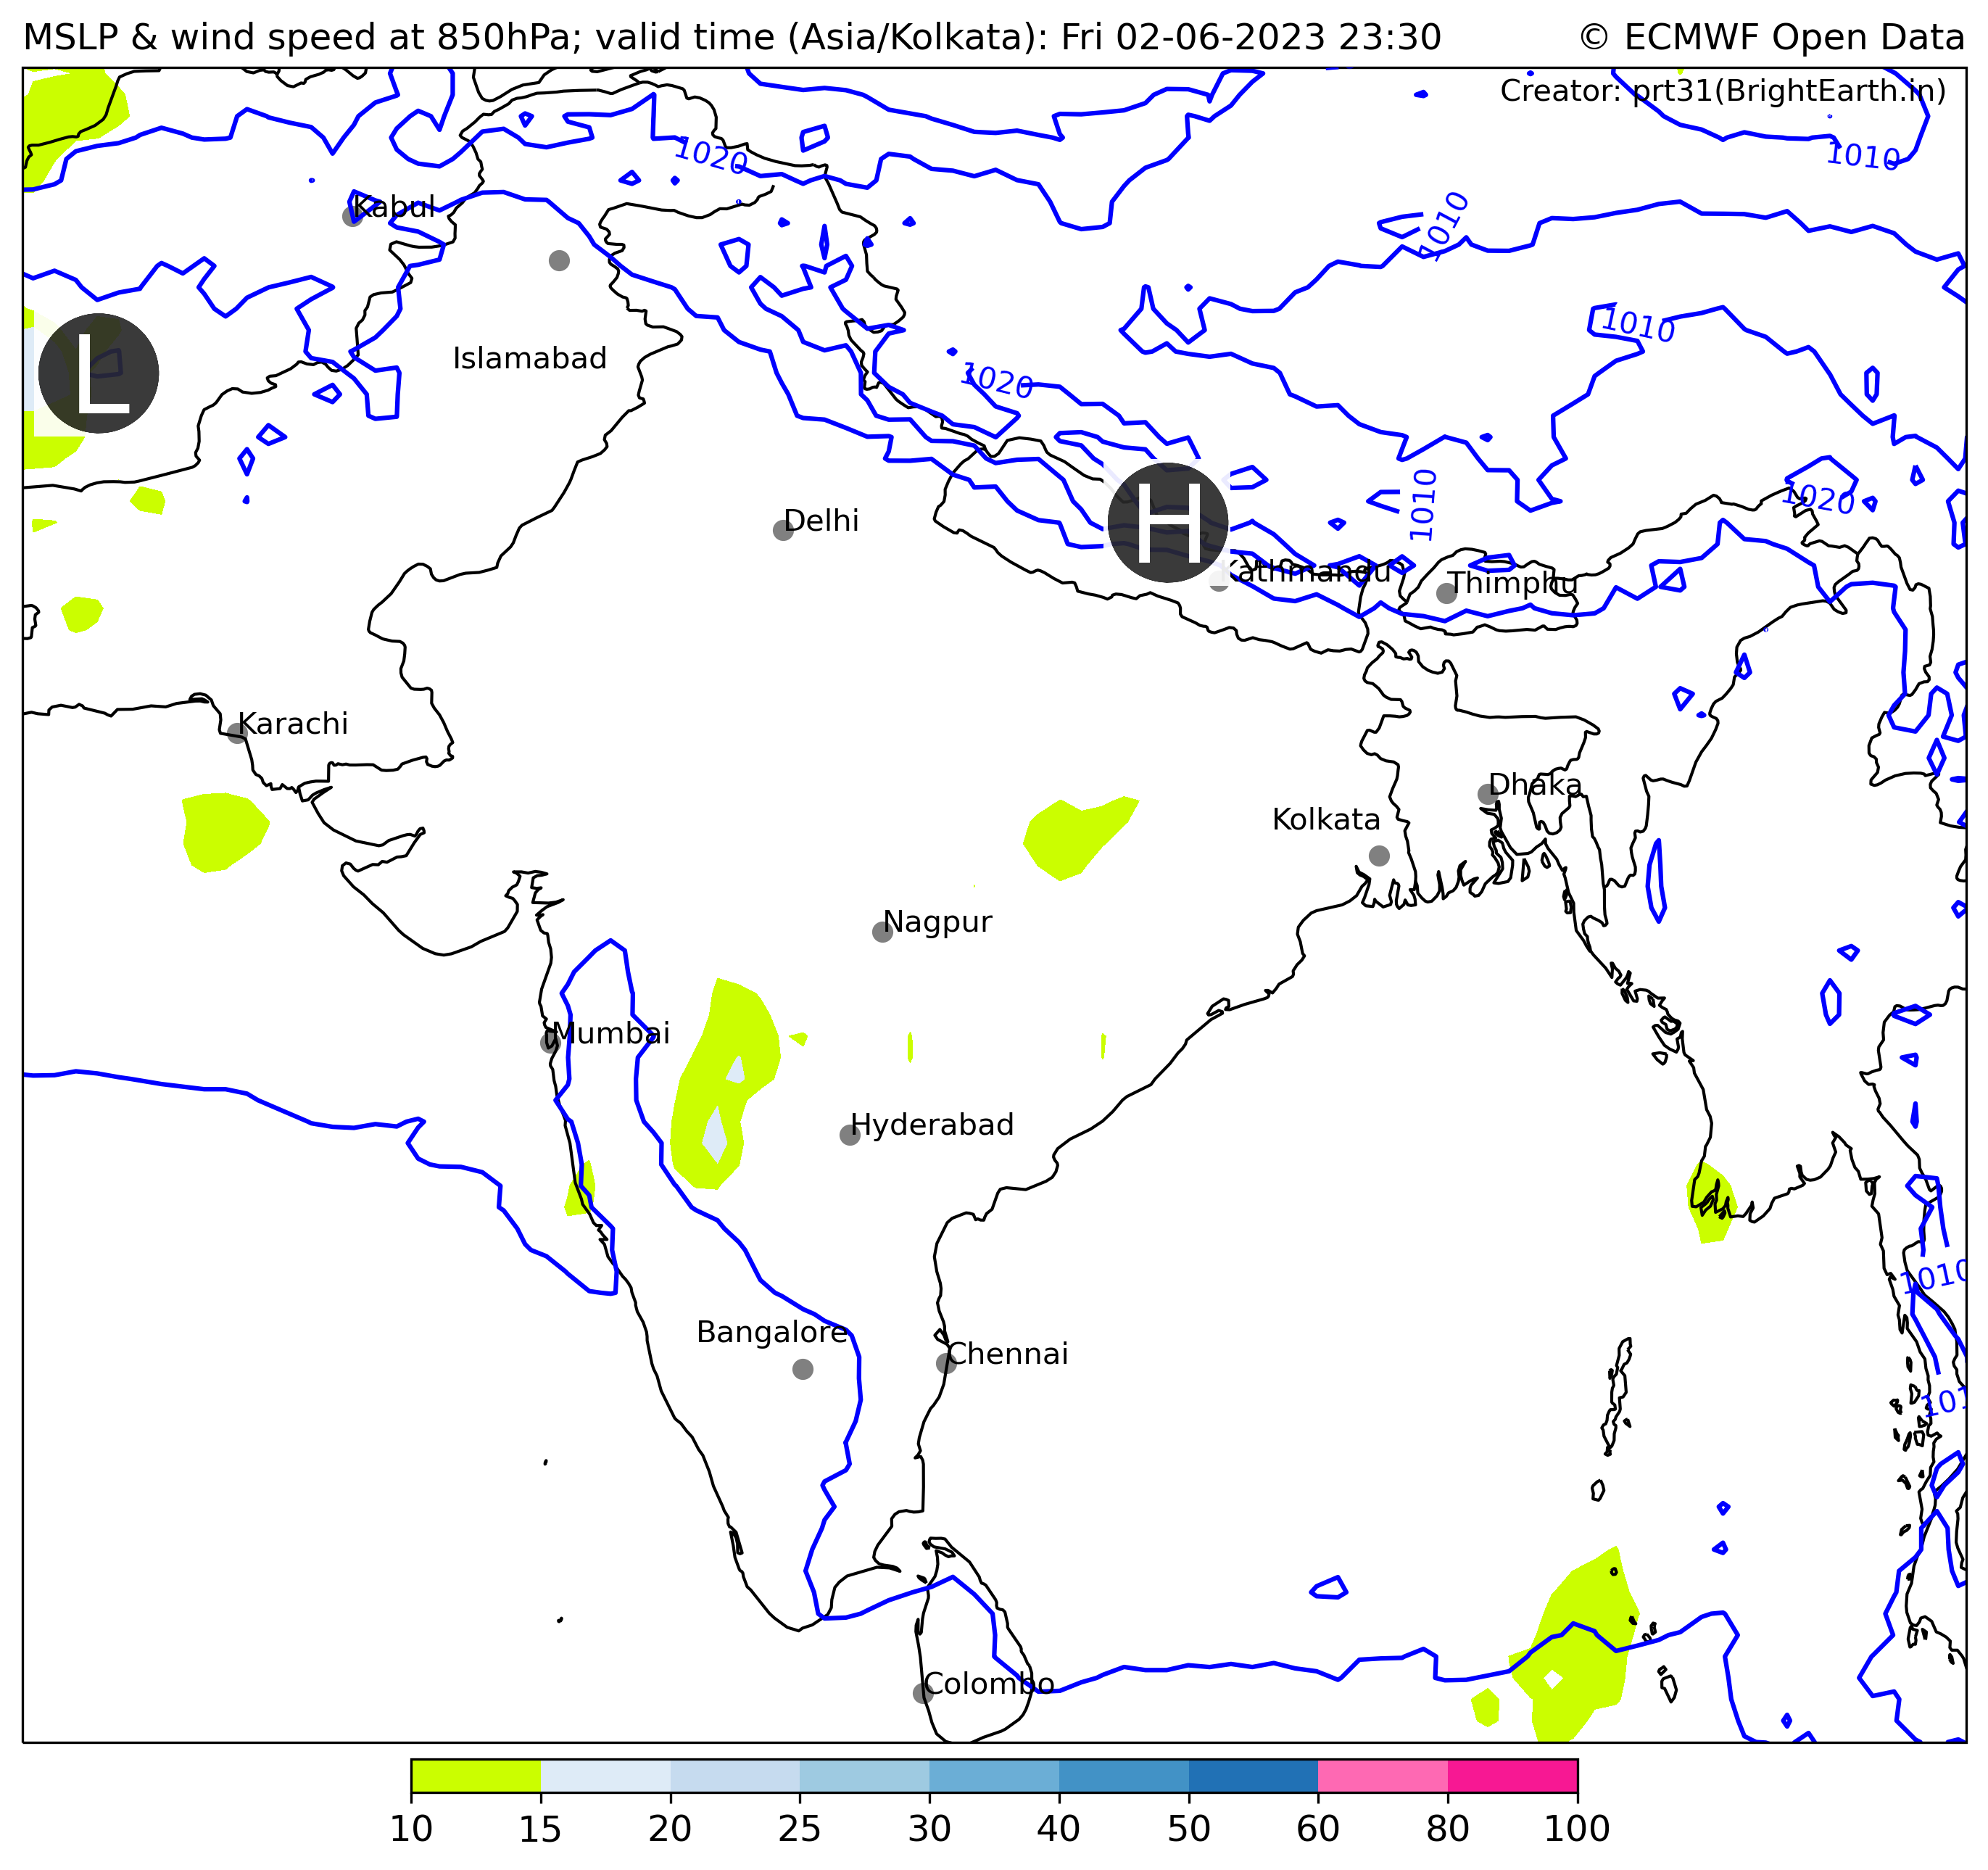 MSLP & wind speed at 850hPa; valid time (Asia/Kolkata): Fri 02-06-2023 23:30 © ECMWF Open Data
Creator: prt31(BrightEarth.in)
1020
1010
Kabul
1010
1010
L
Islamabad
1020
1020
1010
H
Delhi
Kathmandu
Thimphu
Karachi
Dhaka
Kolkata
Nagpur
Mumbai
Hyderabad
1010
Bangalore
Chennai
101
Colombo
10 15 20 25 30 40 50 60 80 100